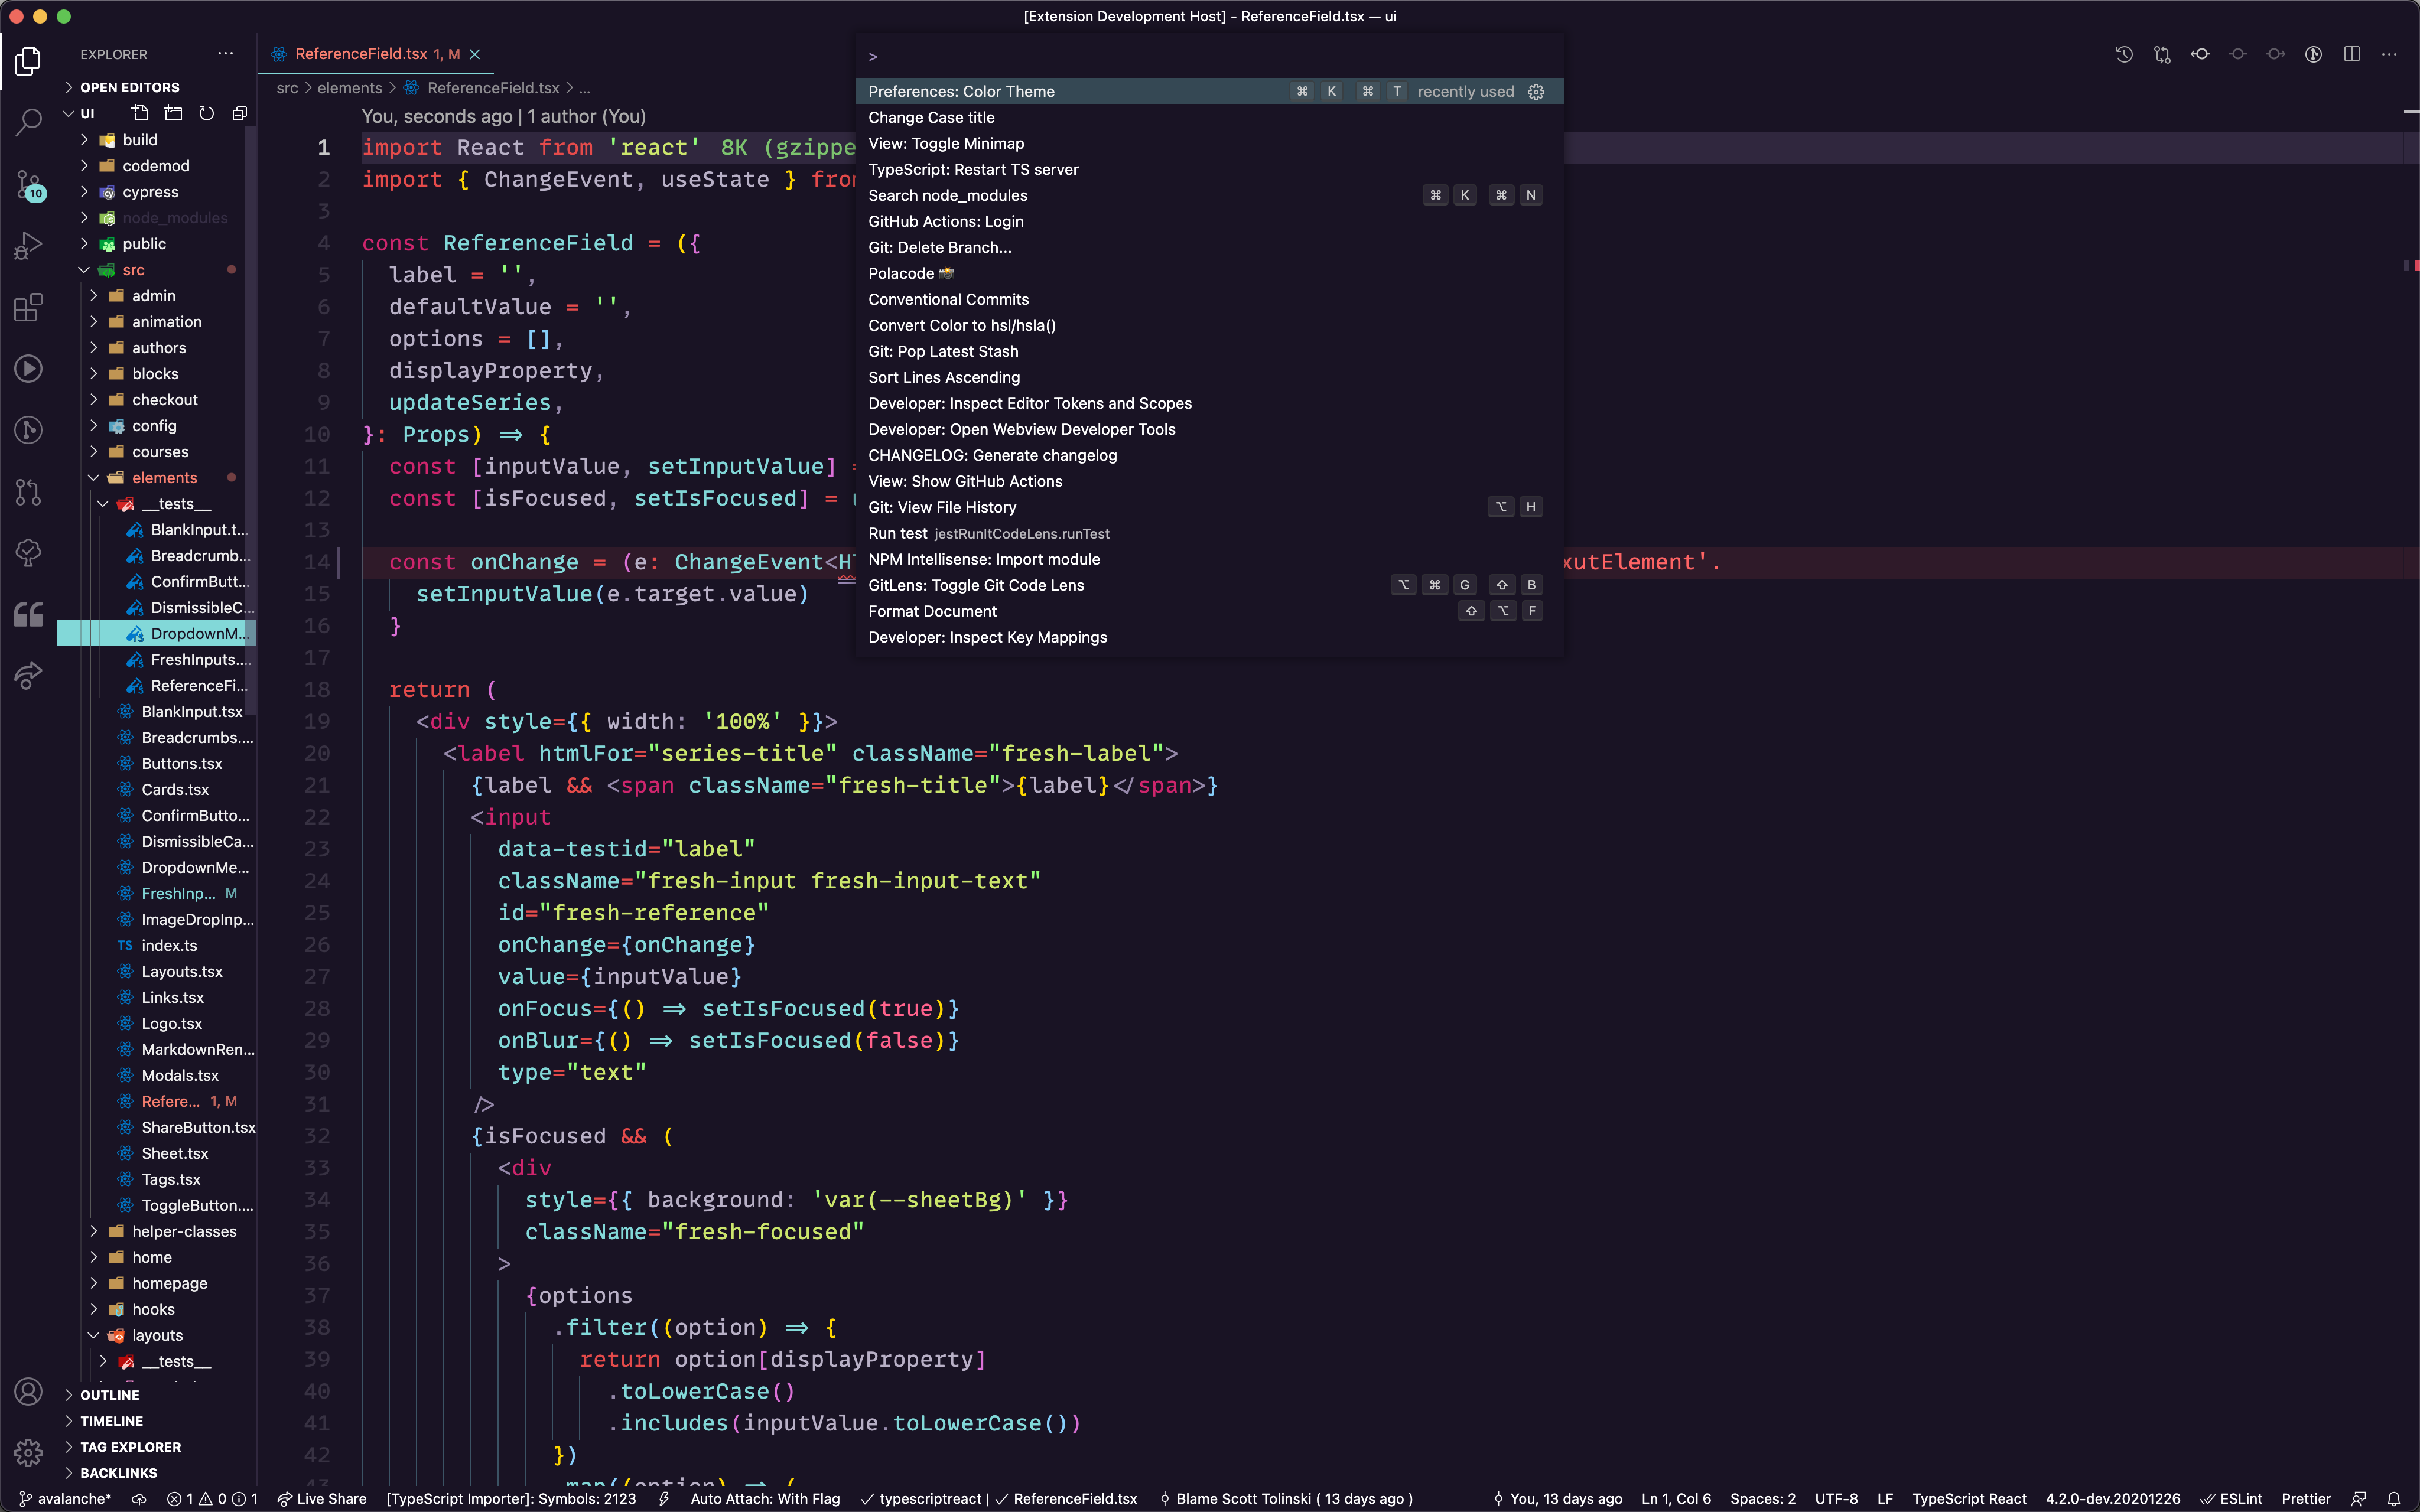 [Extension Development Host] - ReferenceField.tsx — ui
EXPLORER
OPEN EDITORS
UI
build
codemod
cypress
node_modules
public
src
admin
animation
authors
blocks
checkout
config
courses
elements
__tests__
BlankInput.t...
Breadcrumb...
ConfirmButt...
DismissibleC...
DropdownM...
FreshInputs....
ReferenceFi...
BlankInput.tsx
Breadcrumbs....
Buttons.tsx
Cards.tsx
ConfirmButto...
DismissibleCa...
DropdownMe...
FreshInp... M
ImageDropInp...
TS index.ts
Layouts.tsx
Links.tsx
Logo.tsx
MarkdownRen...
Modals.tsx
Refere... 1, M
ShareButton.tsx
Sheet.tsx
Tags.tsx
ToggleButton....
helper-classes
home
homepage
hooks
layouts
__tests__
OUTLINE
TIMELINE
TAG EXPLORER
BACKLINKS
10
ReferenceField.tsx 1, M
src > elements > ReferenceField.tsx > ...
You, seconds ago | 1 author (You)
1 import React from 'react' 8K (gzippe
2 import { ChangeEvent, useState } from
3
4 const ReferenceField = ({
5 label = '',
6 defaultValue = '',
7 options = [],
8 displayProperty,
9 updateSeries,
10 }: Props) => {
11 const [inputValue, setInputValue] =
12 const [isFocused, setIsFocused] =
13
14 const onChange = (e: ChangeEvent<H xutElement'.
15 setInputValue(e.target.value)
16 }
17
18 return (
19 <div style={{ width: '100%' }}>
20 <label htmlFor="series-title" className="fresh-label">
21 {label && <span className="fresh-title">{label}</span>}
22 <input
23 data-testid="label"
24 className="fresh-input fresh-input-text"
25 id="fresh-reference"
26 onChange={onChange}
27 value={inputValue}
28 onFocus={() => setIsFocused(true)}
29 onBlur={() => setIsFocused(false)}
30 type="text"
31 />
32 {isFocused && (
33 <div
34 style={{ background: 'var(--sheetBg)' }}
35 className="fresh-focused"
36 >
37 {options
38 .filter((option) => {
39 return option[displayProperty]
40 .toLowerCase()
41 .includes(inputValue.toLowerCase())
42 })
43 .map((option) => (
>
Preferences: Color Theme ⌘ K ⌘ T recently used
Change Case title
View: Toggle Minimap
TypeScript: Restart TS server
Search node_modules ⌘ K ⌘ N
GitHub Actions: Login
Git: Delete Branch...
Polacode 📸
Conventional Commits
Convert Color to hsl/hsla()
Git: Pop Latest Stash
Sort Lines Ascending
Developer: Inspect Editor Tokens and Scopes
Developer: Open Webview Developer Tools
CHANGELOG: Generate changelog
View: Show GitHub Actions
Git: View File History ⌥ H
Run test jestRunItCodeLens.runTest
NPM Intellisense: Import module
GitLens: Toggle Git Code Lens ⌥ ⌘ G ⇧ B
Format Document ⇧ ⌥ F
Developer: Inspect Key Mappings
avalanche* 1 0 1 Live Share [TypeScript Importer]: Symbols: 2123 Auto Attach: With Flag ✓ typescriptreact | ✓ ReferenceField.tsx Blame Scott Tolinski ( 13 days ago ) You, 13 days ago Ln 1, Col 6 Spaces: 2 UTF-8 LF TypeScript React 4.2.0-dev.20201226 ESLint Prettier